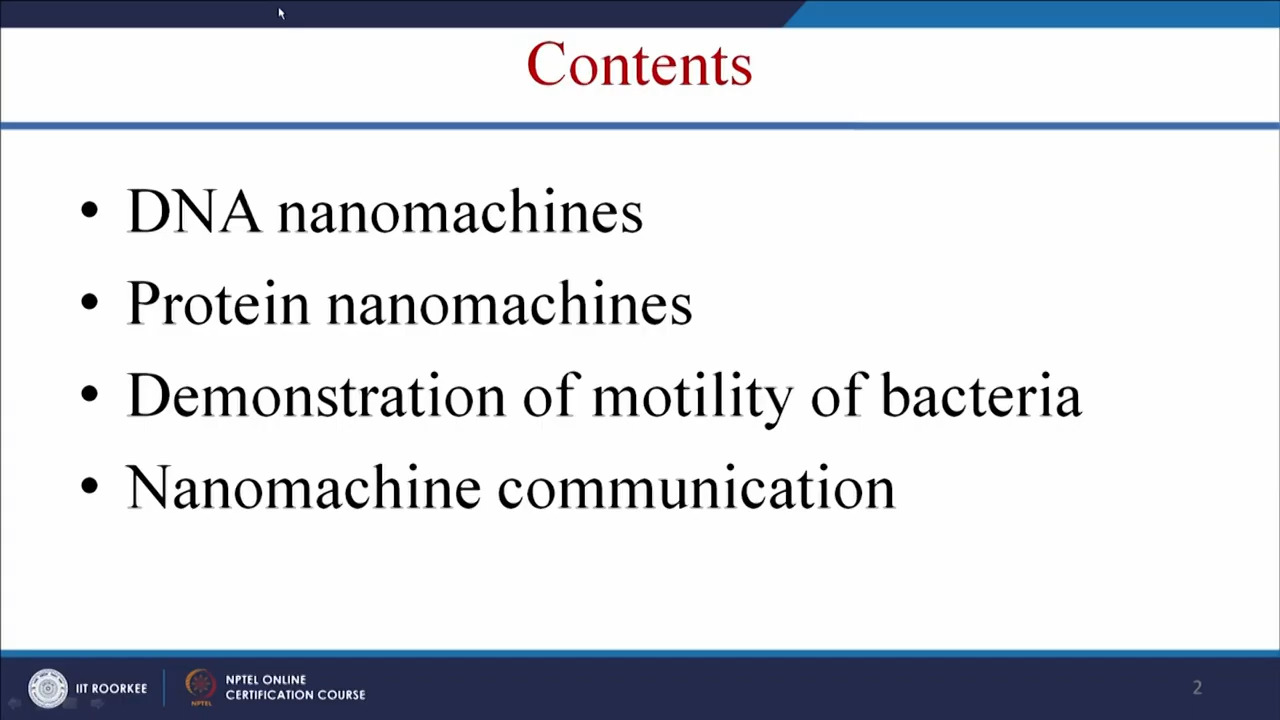 Contents
• DNA nanomachines
• Protein nanomachines
• Demonstration of motility of bacteria
• Nanomachine communication
IIT ROORKEE
NPTEL
NPTEL ONLINE
CERTIFICATION COURSE
2